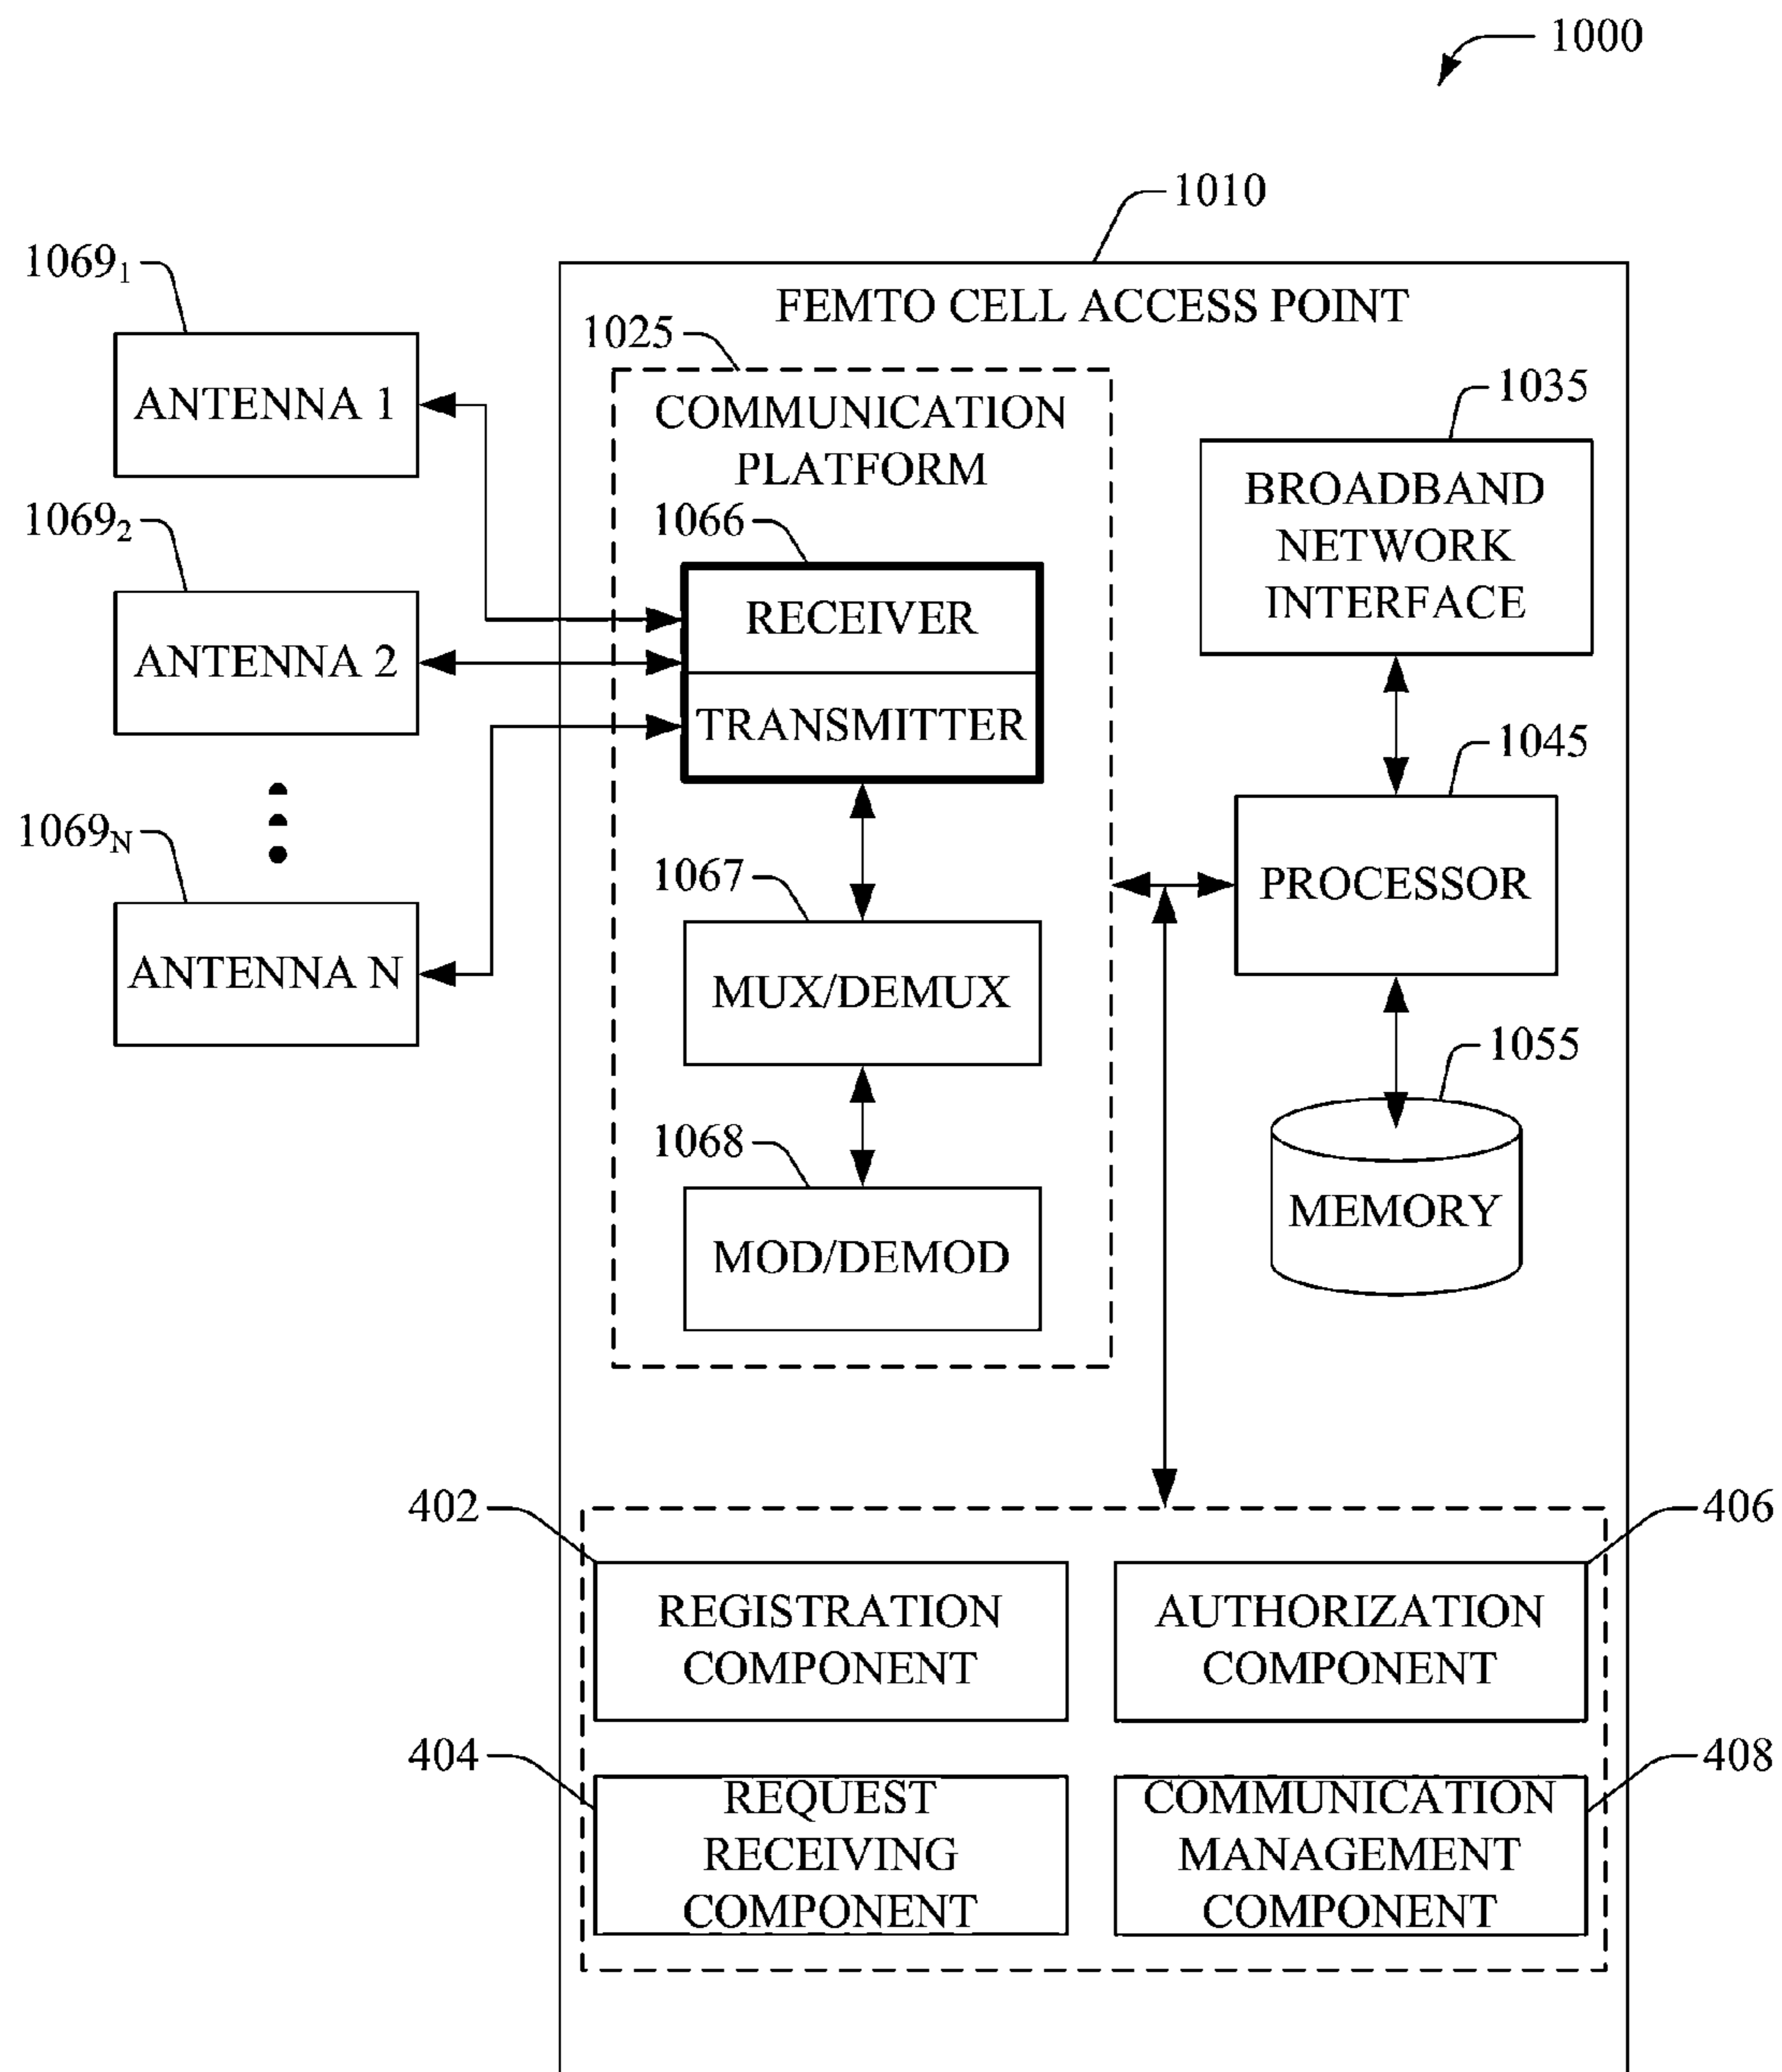 1000
1010
1069₁
FEMTO CELL ACCESS POINT
1025
ANTENNA 1
COMMUNICATION
PLATFORM
1035
BROADBAND
NETWORK
INTERFACE
1069₂
1066
RECEIVER
ANTENNA 2
TRANSMITTER
1045
1069N
1067
PROCESSOR
ANTENNA N
MUX/DEMUX
1055
1068
MEMORY
MOD/DEMOD
402
406
REGISTRATION
COMPONENT
AUTHORIZATION
COMPONENT
404
408
REQUEST
RECEIVING
COMPONENT
COMMUNICATION
MANAGEMENT
COMPONENT